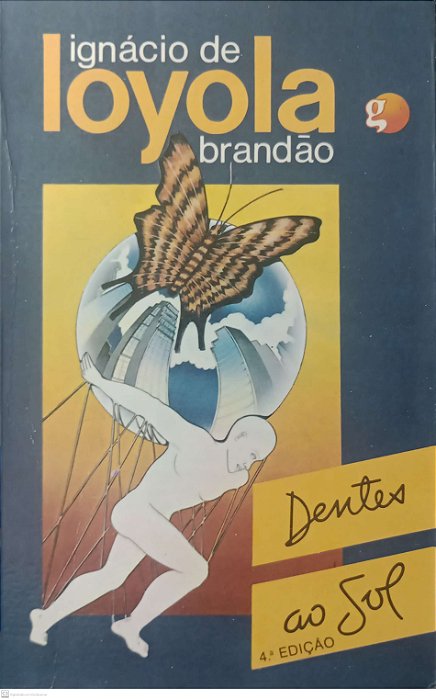 ignácio de
loyola
brandão
g
Dentes
ao Sol
4.ª EDIÇÃO